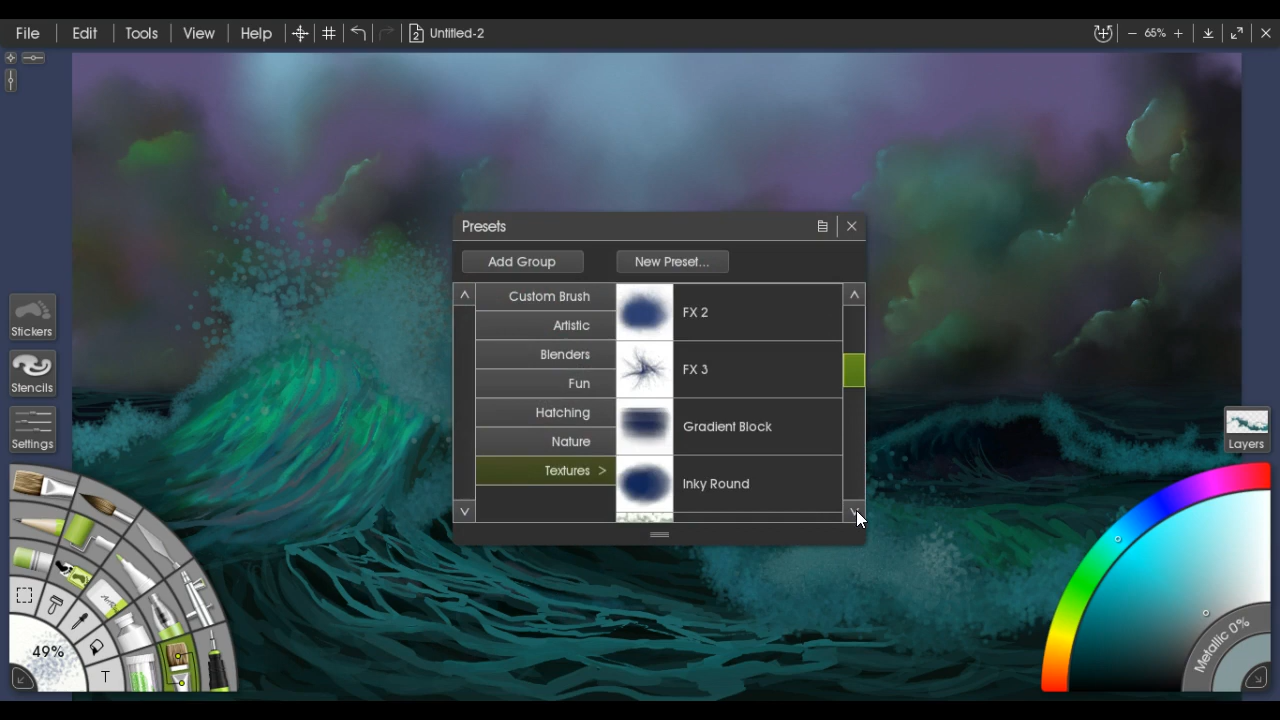 File
Edit
Tools
View
Help
2
Untitled-2
65%
Presets
Add Group
New Preset...
Custom Brush
Artistic
Blenders
Fun
Hatching
Nature
Textures >
FX 2
FX 3
Gradient Block
Inky Round
Stickers
Stencils
Settings
Layers
49%
T
Metallic 0%